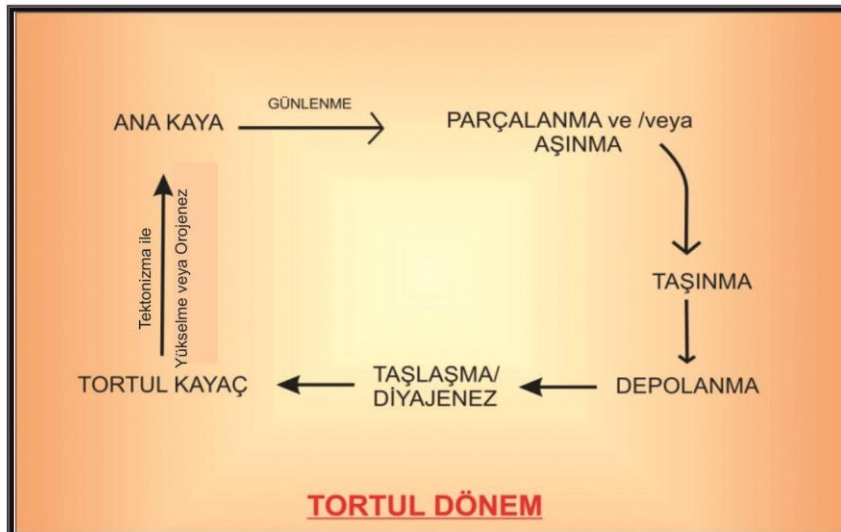 ANA KAYA
GÜNLENME
PARÇALANMA ve /veya
AŞINMA
TAŞINMA
DEPOLANMA
TAŞLAŞMA/
DİYAJENEZ
TORTUL KAYAÇ
Tektonizma ile
Yükselme veya Orojenez
TORTUL DÖNEM